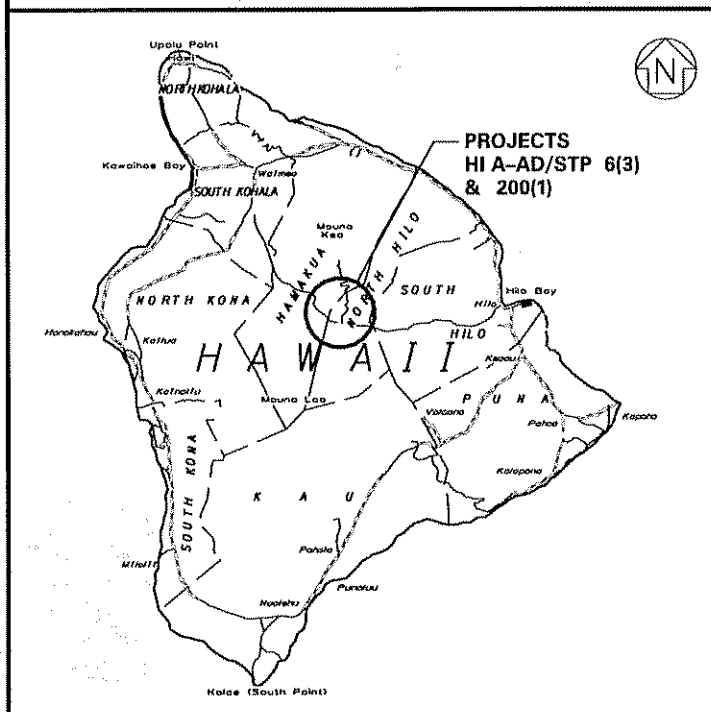 Upolu Point
Hawi
NORTH KOHALA
N
PROJECTS
HI A-AD/STP 6(3)
& 200(1)
Kawaihae Bay
Waimea
SOUTH KOHALA
Mauna
Kea
HAMAKUA
NORTH HILO
NORTH KONA
SOUTH
HILO
Hilo
Hilo Bay
Honokohau
Kailua
HAWAII
Keaau
Keauhou
Mauna Loa
PUNA
Volcano
Pahoa
Kapoho
Kalapana
SOUTH KONA
KAU
Pahala
Milolii
Punaluu
Naalehu
Kalae (South Point)